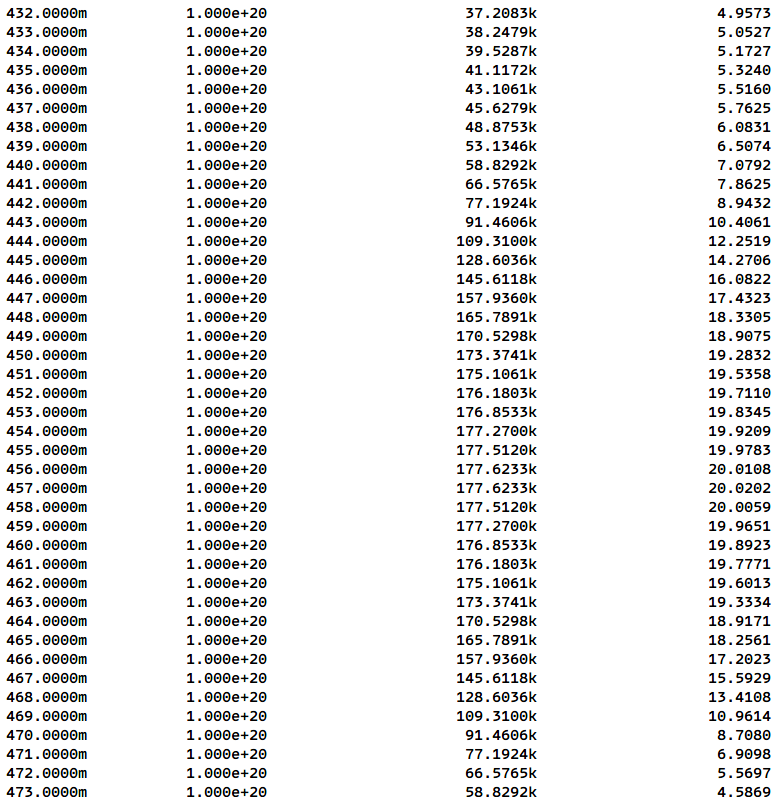 432.0000m 1.000e+20 37.2083k 4.9573
433.0000m 1.000e+20 38.2479k 5.0527
434.0000m 1.000e+20 39.5287k 5.1727
435.0000m 1.000e+20 41.1172k 5.3240
436.0000m 1.000e+20 43.1061k 5.5160
437.0000m 1.000e+20 45.6279k 5.7625
438.0000m 1.000e+20 48.8753k 6.0831
439.0000m 1.000e+20 53.1346k 6.5074
440.0000m 1.000e+20 58.8292k 7.0792
441.0000m 1.000e+20 66.5765k 7.8625
442.0000m 1.000e+20 77.1924k 8.9432
443.0000m 1.000e+20 91.4606k 10.4061
444.0000m 1.000e+20 109.3100k 12.2519
445.0000m 1.000e+20 128.6036k 14.2706
446.0000m 1.000e+20 145.6118k 16.0822
447.0000m 1.000e+20 157.9360k 17.4323
448.0000m 1.000e+20 165.7891k 18.3305
449.0000m 1.000e+20 170.5298k 18.9075
450.0000m 1.000e+20 173.3741k 19.2832
451.0000m 1.000e+20 175.1061k 19.5358
452.0000m 1.000e+20 176.1803k 19.7110
453.0000m 1.000e+20 176.8533k 19.8345
454.0000m 1.000e+20 177.2700k 19.9209
455.0000m 1.000e+20 177.5120k 19.9783
456.0000m 1.000e+20 177.6233k 20.0108
457.0000m 1.000e+20 177.6233k 20.0202
458.0000m 1.000e+20 177.5120k 20.0059
459.0000m 1.000e+20 177.2700k 19.9651
460.0000m 1.000e+20 176.8533k 19.8923
461.0000m 1.000e+20 176.1803k 19.7771
462.0000m 1.000e+20 175.1061k 19.6013
463.0000m 1.000e+20 173.3741k 19.3334
464.0000m 1.000e+20 170.5298k 18.9171
465.0000m 1.000e+20 165.7891k 18.2561
466.0000m 1.000e+20 157.9360k 17.2023
467.0000m 1.000e+20 145.6118k 15.5929
468.0000m 1.000e+20 128.6036k 13.4108
469.0000m 1.000e+20 109.3100k 10.9614
470.0000m 1.000e+20 91.4606k 8.7080
471.0000m 1.000e+20 77.1924k 6.9098
472.0000m 1.000e+20 66.5765k 5.5697
473.0000m 1.000e+20 58.8292k 4.5869